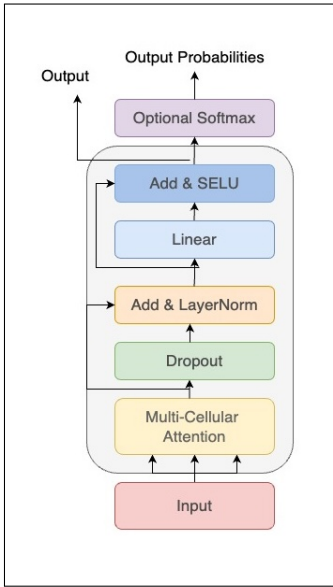 Output Probabilities
Output
Optional Softmax
Add & SELU
Linear
Add & LayerNorm
Dropout
Multi-Cellular
Attention
Input